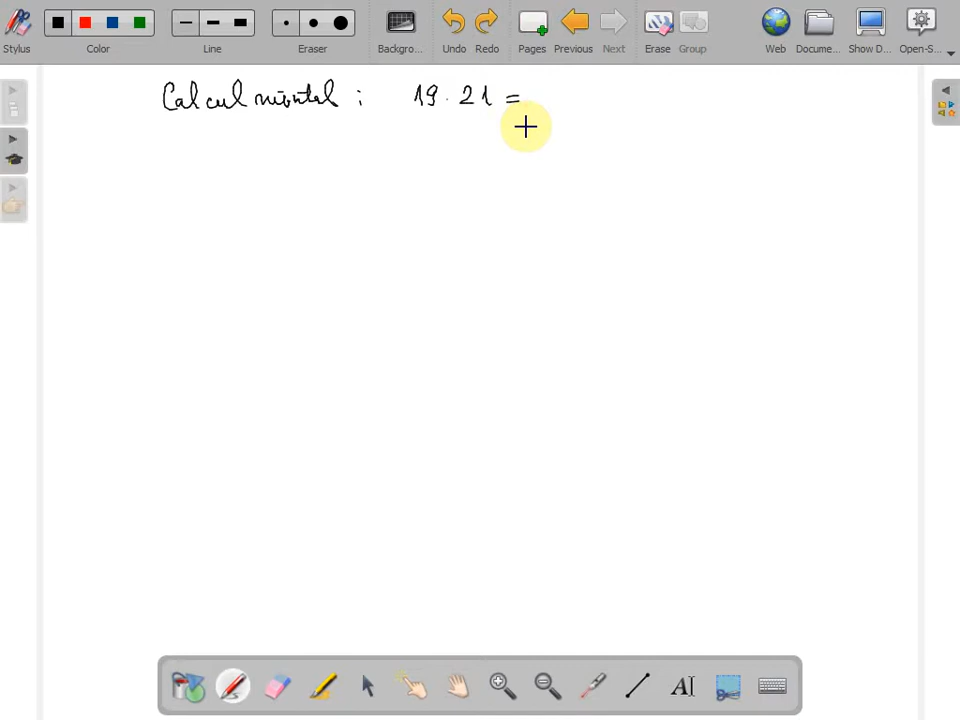 Stylus Color Line Eraser Backgro... Undo Redo Pages Previous Next Erase Group Web Docume... Show D... Open-S...
Calcul mental : 19 · 21 =
AI